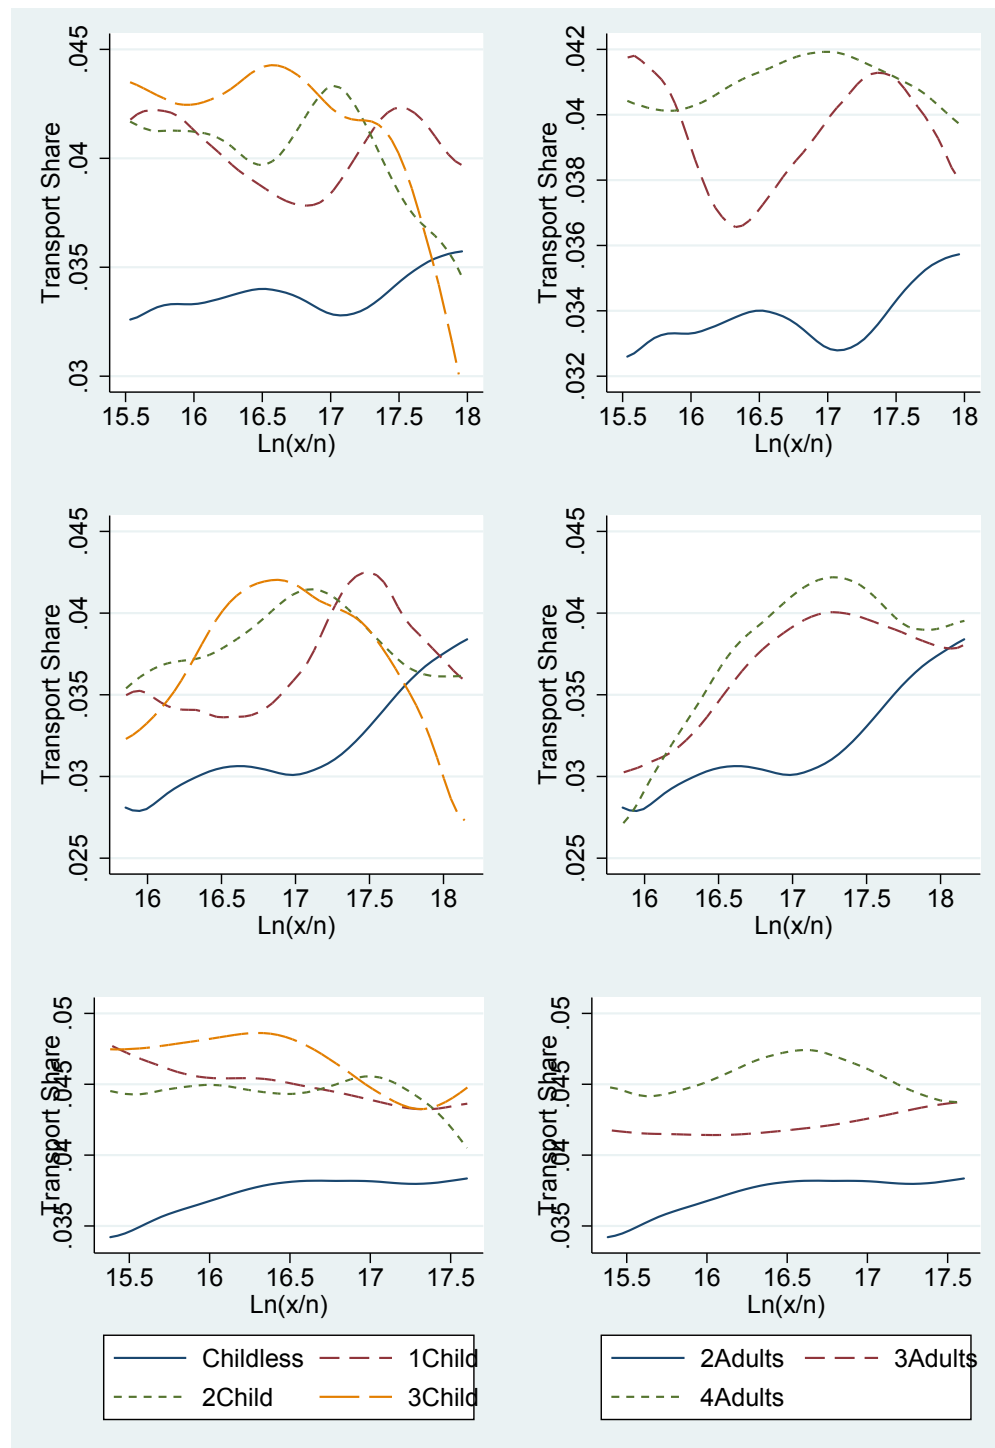 Transport Share
.03 .035 .04 .045
15.5 16 16.5 17 17.5 18
Ln(x/n)
Transport Share
.032 .034 .036 .038 .04 .042
15.5 16 16.5 17 17.5 18
Ln(x/n)
Transport Share
.025 .03 .035 .04 .045
16 16.5 17 17.5 18
Ln(x/n)
Transport Share
.025 .03 .035 .04 .045
16 16.5 17 17.5 18
Ln(x/n)
Transport Share
.035 .04 .045 .05
15.5 16 16.5 17 17.5
Ln(x/n)
Transport Share
.035 .04 .045 .05
15.5 16 16.5 17 17.5
Ln(x/n)
Childless 1Child
2Child 3Child
2Adults 3Adults
4Adults